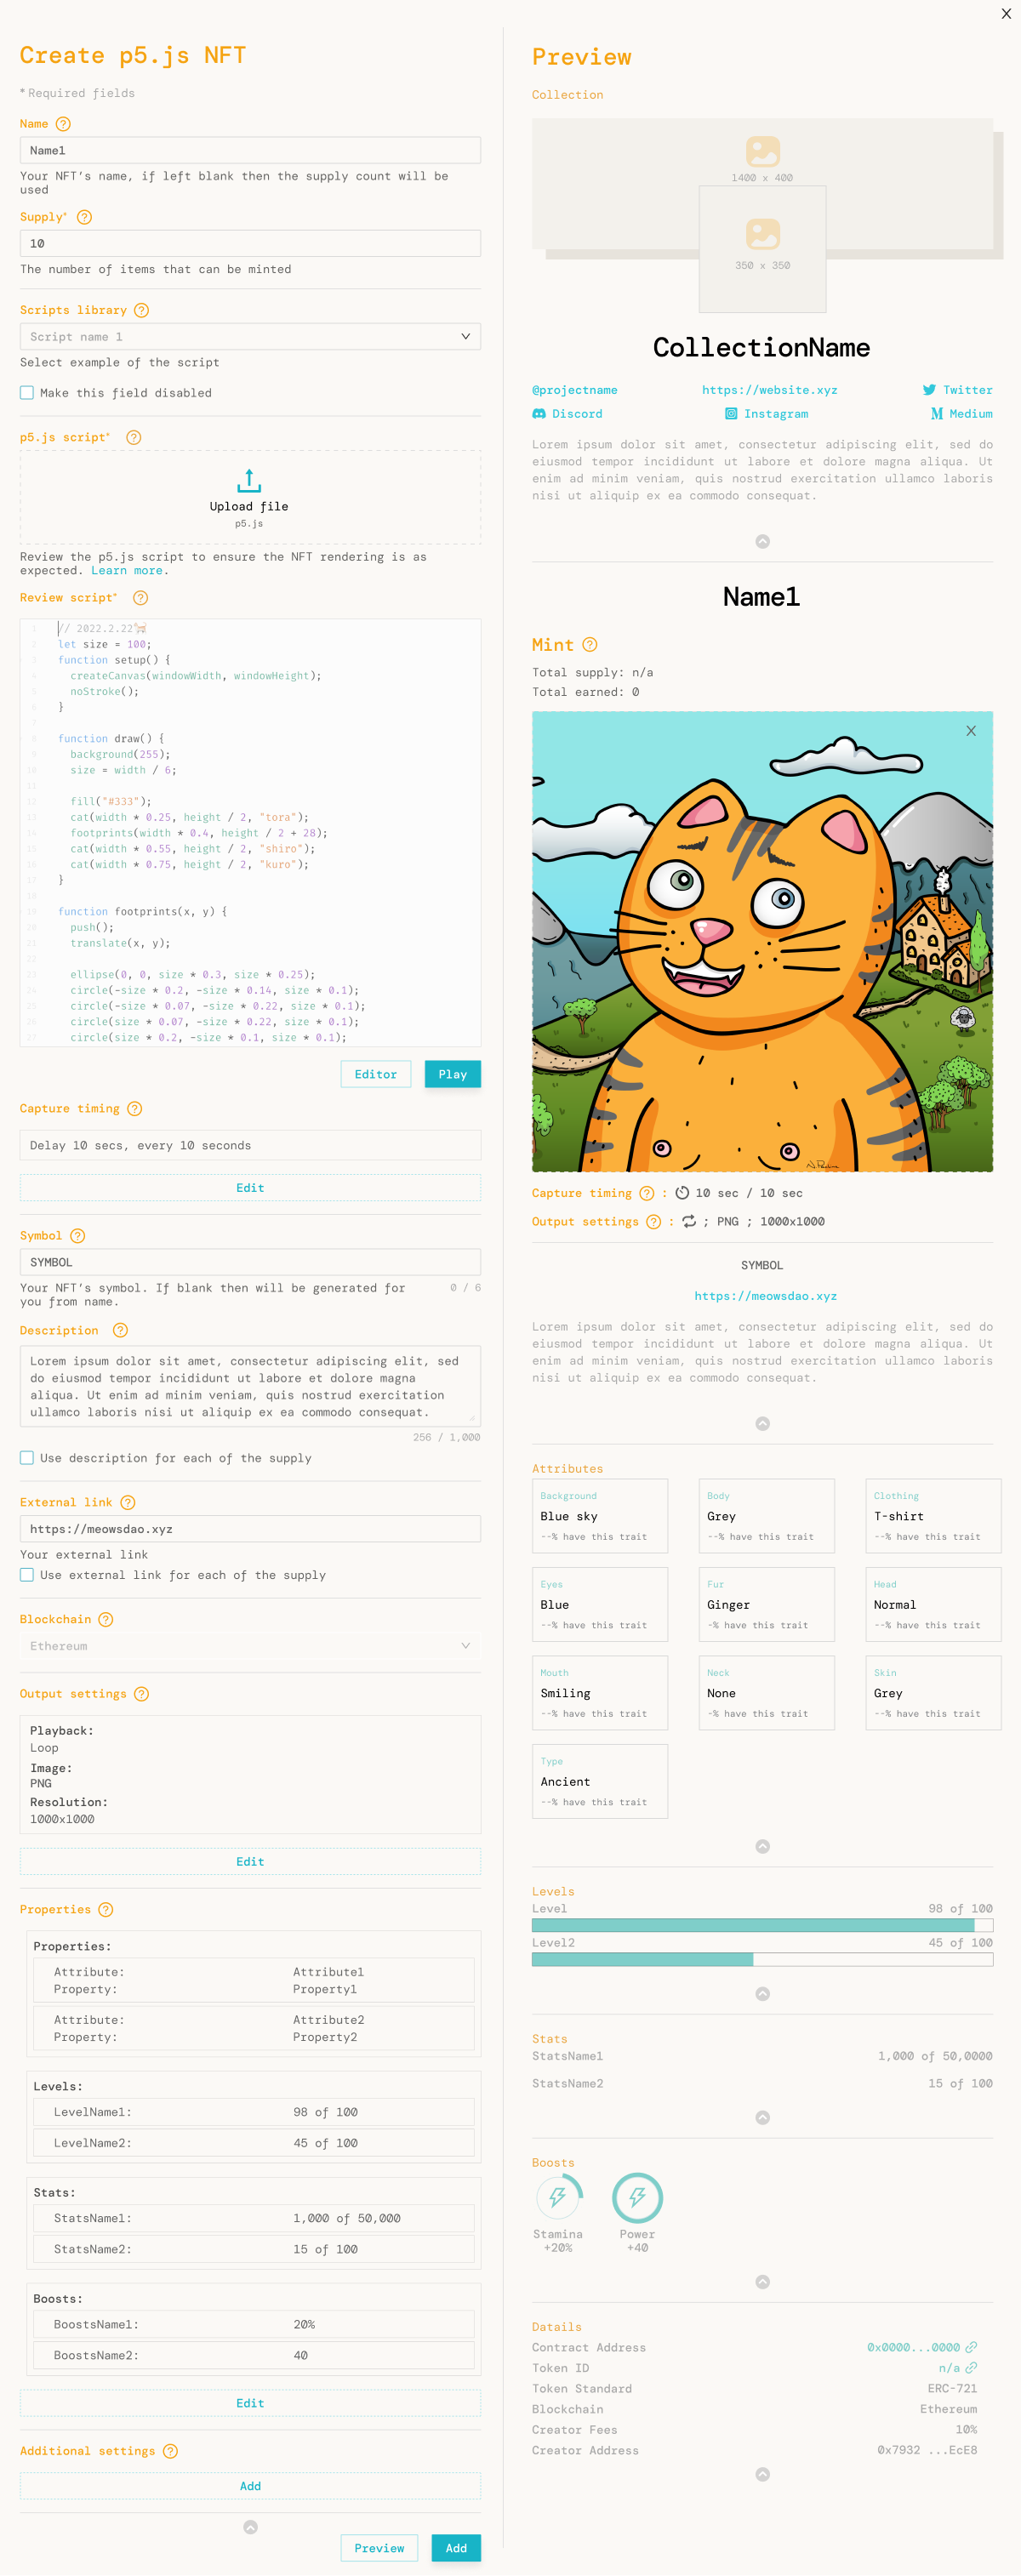 X
Create p5.js NFT
* Required fields
Name ?
Name1
Your NFT's name, if left blank then the supply count will be
used
Supply* ?
10
The number of items that can be minted
Scripts library ?
Script name 1
Select example of the script
Make this field disabled
p5.js script* ?
Upload file
p5.js
Review the p5.js script to ensure the NFT rendering is as
expected. Learn more.
Review script* ?
1 // 2022.2.22
2 let size = 100;
3 function setup() {
4 createCanvas(windowWidth, windowHeight);
5 noStroke();
6 }
7
8 function draw() {
9 background(255);
10 size = width / 6;
11
12 fill("#333");
13 cat(width * 0.25, height / 2, "tora");
14 footprints(width * 0.4, height / 2 + 28);
15 cat(width * 0.55, height / 2, "shiro");
16 cat(width * 0.75, height / 2, "kuro");
17 }
18
19 function footprints(x, y) {
20 push();
21 translate(x, y);
22
23 ellipse(0, 0, size * 0.3, size * 0.25);
24 circle(-size * 0.2, -size * 0.14, size * 0.1);
25 circle(-size * 0.07, -size * 0.22, size * 0.1);
26 circle(size * 0.07, -size * 0.22, size * 0.1);
27 circle(size * 0.2, -size * 0.1, size * 0.1);
Editor Play
Capture timing ?
Delay 10 secs, every 10 seconds
Edit
Symbol ?
SYMBOL
Your NFT's symbol. If blank then will be generated for 0 / 6
you from name.
Description ?
Lorem ipsum dolor sit amet, consectetur adipiscing elit, sed
do eiusmod tempor incididunt ut labore et dolore magna
aliqua. Ut enim ad minim veniam, quis nostrud exercitation
ullamco laboris nisi ut aliquip ex ea commodo consequat.
256 / 1,000
Use description for each of the supply
External link ?
https://meowsdao.xyz
Your external link
Use external link for each of the supply
Blockchain ?
Ethereum
Output settings ?
Playback:
Loop
Image:
PNG
Resolution:
1000x1000
Edit
Properties ?
Properties:
Attribute: Attribute1
Property: Property1
Attribute: Attribute2
Property: Property2
Levels:
LevelName1: 98 of 100
LevelName2: 45 of 100
Stats:
StatsName1: 1,000 of 50,000
StatsName2: 15 of 100
Boosts:
BoostsName1: 20%
BoostsName2: 40
Edit
Additional settings ?
Add
Preview Add
Preview
Collection
1400 x 400
350 x 350
CollectionName
@projectname https://website.xyz Twitter
Discord Instagram Medium
Lorem ipsum dolor sit amet, consectetur adipiscing elit, sed do
eiusmod tempor incididunt ut labore et dolore magna aliqua. Ut
enim ad minim veniam, quis nostrud exercitation ullamco laboris
nisi ut aliquip ex ea commodo consequat.
Name1
Mint ?
Total supply: n/a
Total earned: 0
X
Capture timing ? : 10 sec / 10 sec
Output settings ? : ; PNG ; 1000x1000
SYMBOL
https://meowsdao.xyz
Lorem ipsum dolor sit amet, consectetur adipiscing elit, sed do
eiusmod tempor incididunt ut labore et dolore magna aliqua. Ut
enim ad minim veniam, quis nostrud exercitation ullamco laboris
nisi ut aliquip ex ea commodo consequat.
Attributes
Background Body Clothing
Blue sky Grey T-shirt
--% have this trait --% have this trait --% have this trait
Eyes Fur Head
Blue Ginger Normal
--% have this trait -% have this trait --% have this trait
Mouth Neck Skin
Smiling None Grey
--% have this trait -% have this trait --% have this trait
Type
Ancient
--% have this trait
Levels
Level 98 of 100
Level2 45 of 100
Stats
StatsName1 1,000 of 50,0000
StatsName2 15 of 100
Boosts
Stamina Power
+20% +40
Datails
Contract Address 0x0000...0000
Token ID n/a
Token Standard ERC-721
Blockchain Ethereum
Creator Fees 10%
Creator Address 0x7932 ...EcE8